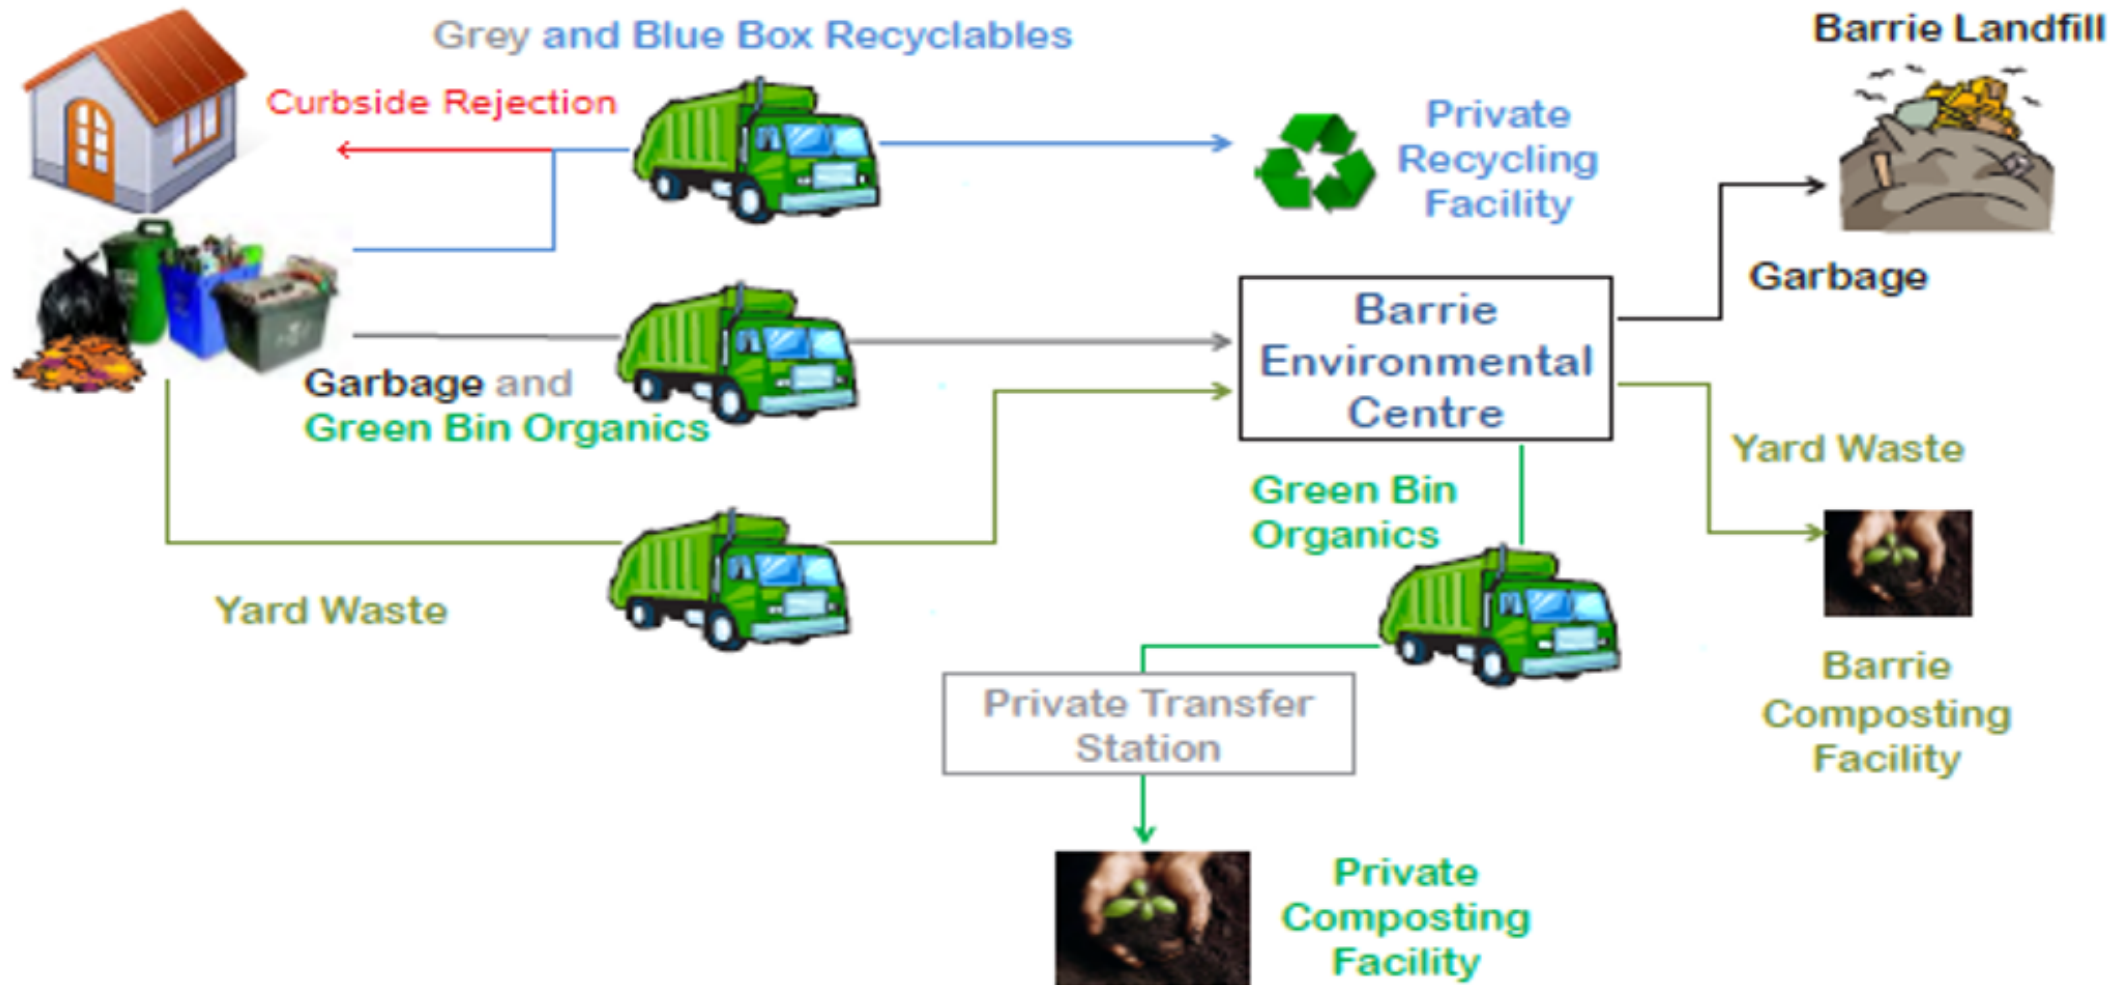 Grey and Blue Box Recyclables
Barrie Landfill
Curbside Rejection
Private
Recycling
Facility
Garbage
Barrie
Environmental
Centre
Garbage and
Green Bin Organics
Yard Waste
Green Bin
Organics
Yard Waste
Barrie
Composting
Facility
Private Transfer
Station
Private
Composting
Facility